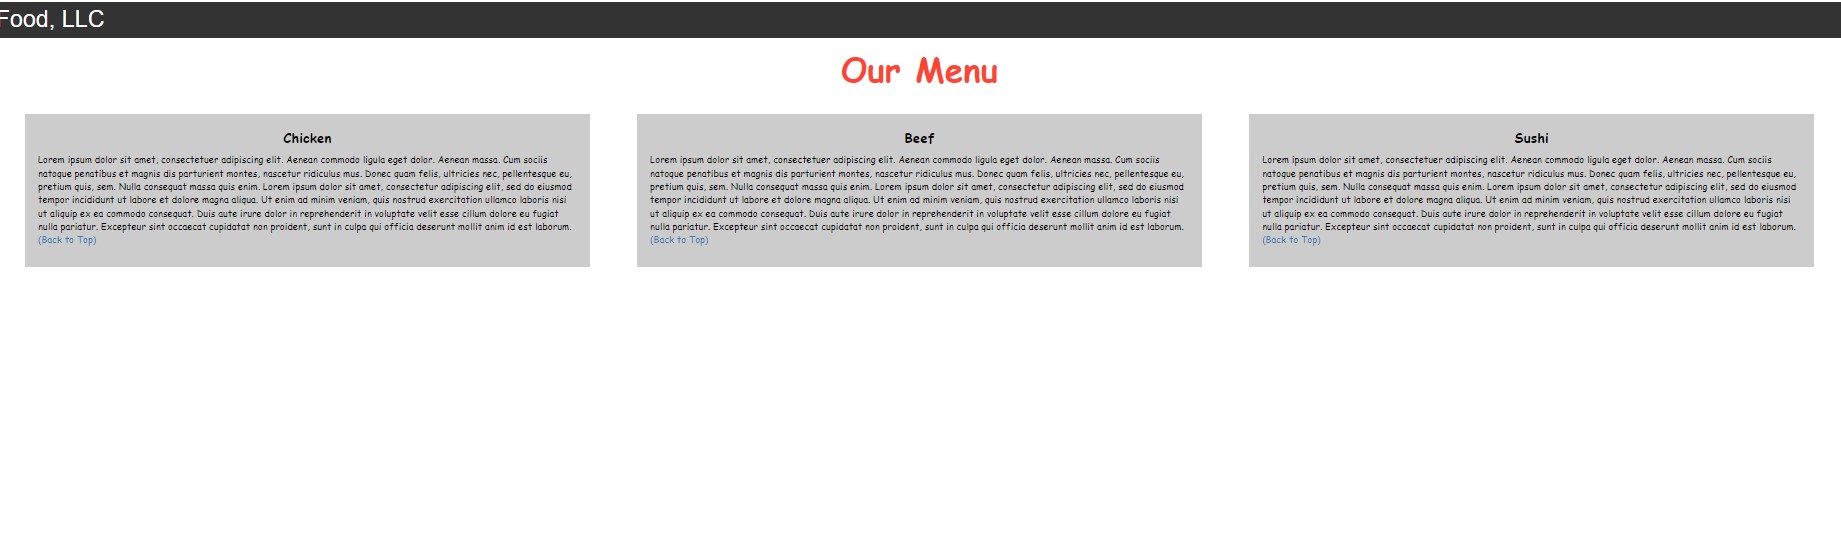 Food, LLC
Our Menu
Chicken
Lorem ipsum dolor sit amet, consectetuer adipiscing elit. Aenean commodo ligula eget dolor. Aenean massa. Cum sociis
natoque penatibus et magnis dis parturient montes, nascetur ridiculus mus. Donec quam felis, ultricies nec, pellentesque eu,
pretium quis, sem. Nulla consequat massa quis enim. Lorem ipsum dolor sit amet, consectetur adipiscing elit, sed do eiusmod
tempor incididunt ut labore et dolore magna aliqua. Ut enim ad minim veniam, quis nostrud exercitation ullamco laboris nisi
ut aliquip ex ea commodo consequat. Duis aute irure dolor in reprehenderit in voluptate velit esse cillum dolore eu fugiat
nulla pariatur. Excepteur sint occaecat cupidatat non proident, sunt in culpa qui officia deserunt mollit anim id est laborum.
(Back to Top)
Beef
Lorem ipsum dolor sit amet, consectetuer adipiscing elit. Aenean commodo ligula eget dolor. Aenean massa. Cum sociis
natoque penatibus et magnis dis parturient montes, nascetur ridiculus mus. Donec quam felis, ultricies nec, pellentesque eu,
pretium quis, sem. Nulla consequat massa quis enim. Lorem ipsum dolor sit amet, consectetur adipiscing elit, sed do eiusmod
tempor incididunt ut labore et dolore magna aliqua. Ut enim ad minim veniam, quis nostrud exercitation ullamco laboris nisi
ut aliquip ex ea commodo consequat. Duis aute irure dolor in reprehenderit in voluptate velit esse cillum dolore eu fugiat
nulla pariatur. Excepteur sint occaecat cupidatat non proident, sunt in culpa qui officia deserunt mollit anim id est laborum.
(Back to Top)
Sushi
Lorem ipsum dolor sit amet, consectetuer adipiscing elit. Aenean commodo ligula eget dolor. Aenean massa. Cum sociis
natoque penatibus et magnis dis parturient montes, nascetur ridiculus mus. Donec quam felis, ultricies nec, pellentesque eu,
pretium quis, sem. Nulla consequat massa quis enim. Lorem ipsum dolor sit amet, consectetur adipiscing elit, sed do eiusmod
tempor incididunt ut labore et dolore magna aliqua. Ut enim ad minim veniam, quis nostrud exercitation ullamco laboris nisi
ut aliquip ex ea commodo consequat. Duis aute irure dolor in reprehenderit in voluptate velit esse cillum dolore eu fugiat
nulla pariatur. Excepteur sint occaecat cupidatat non proident, sunt in culpa qui officia deserunt mollit anim id est laborum.
(Back to Top)